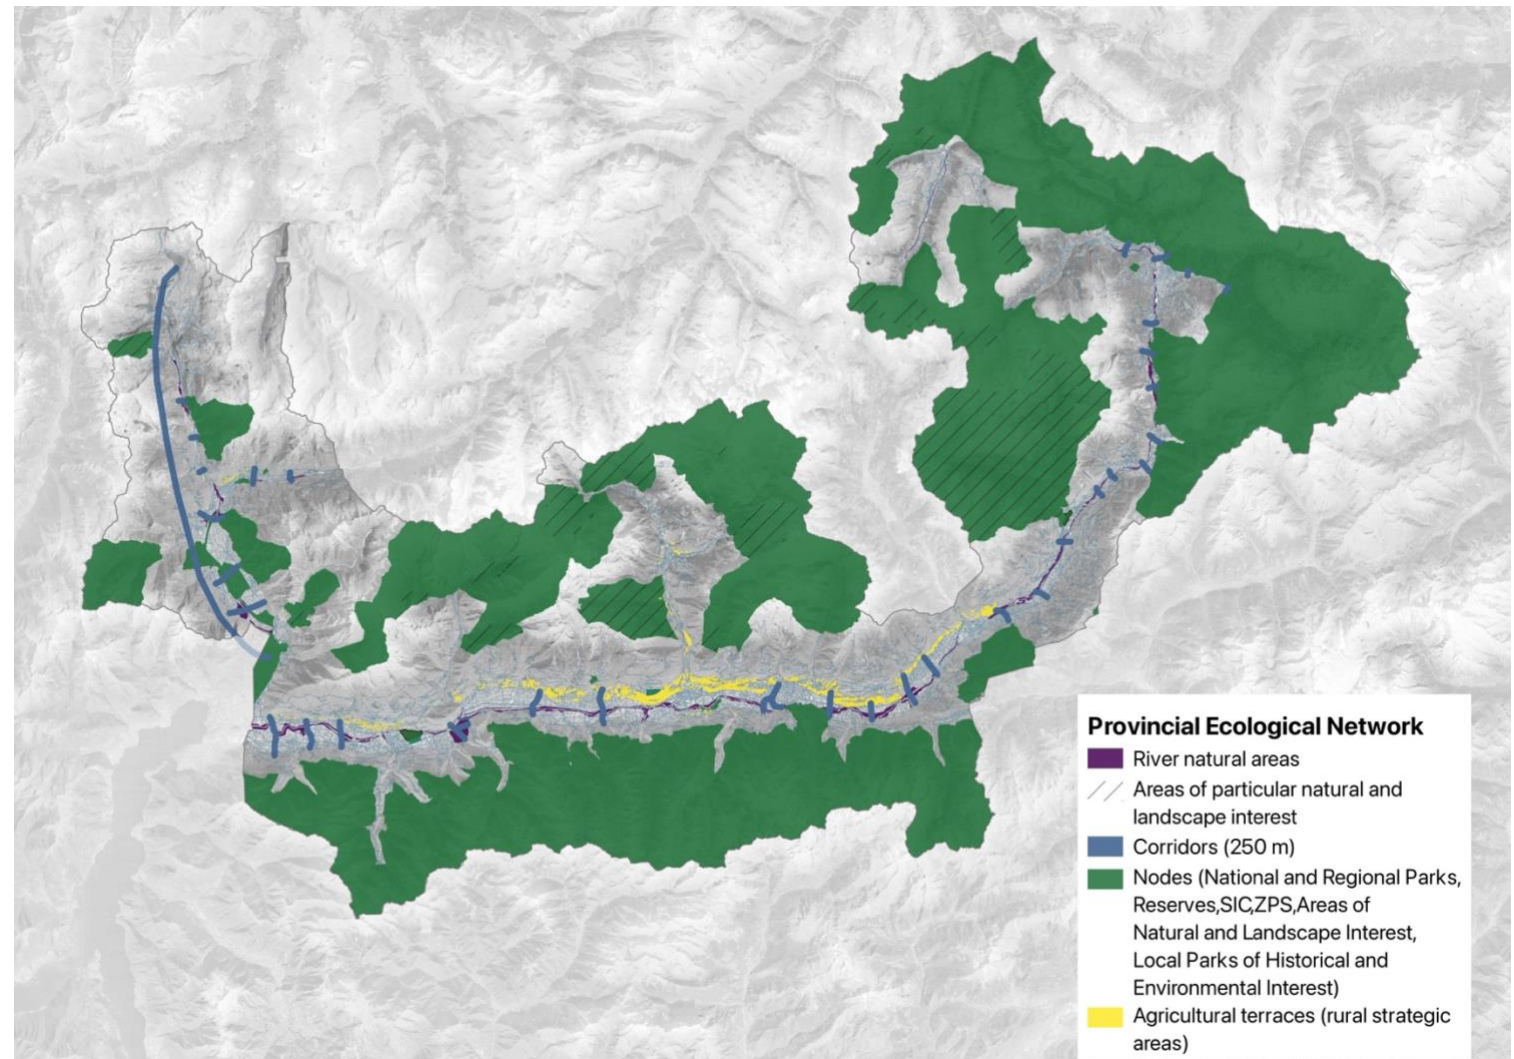 Provincial Ecological Network
River natural areas
Areas of particular natural and
landscape interest
Corridors (250 m)
Nodes (National and Regional Parks,
Reserves,SIC,ZPS,Areas of
Natural and Landscape Interest,
Local Parks of Historical and
Environmental Interest)
Agricultural terraces (rural strategic
areas)